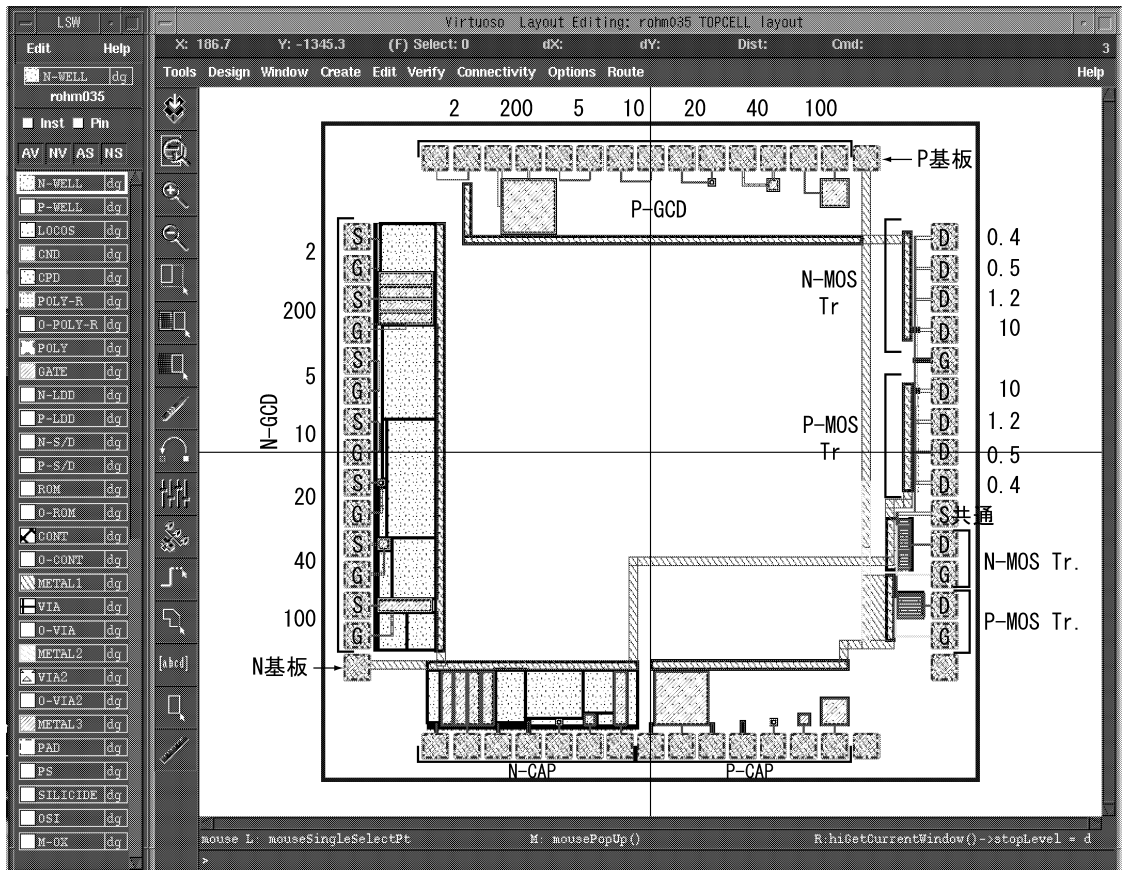 LSW
Edit Help
N-WELL dg
rohm035
Inst Pin
AV NV AS NS
N-WELL dg
P-WELL dg
LOCOS dg
CND dg
CPD dg
POLY-R dg
O-POLY-R dg
POLY dg
GATE dg
N-LDD dg
P-LDD dg
N-S/D dg
P-S/D dg
ROM dg
O-ROM dg
CONT dg
O-CONT dg
METAL1 dg
VIA dg
O-VIA dg
METAL2 dg
VIA2 dg
O-VIA2 dg
METAL3 dg
PAD dg
PS dg
SILICIDE dg
OSI dg
M-OX dg
Virtuoso Layout Editing: rohm035 TOPCELL layout
X: 186.7 Y: -1345.3 (F) Select: 0 dX: dY: Dist: Cmd: 3
Tools Design Window Create Edit Verify Connectivity Options Route Help
[abcd]
2 200 5 10 20 40 100
P基板
P-GCD
N-GCD
2
200
5
10
20
40
100
S
G
S
G
S
G
S
G
S
G
S
G
S
G
N基板
N-MOS
Tr
D 0.4
D 0.5
D 1.2
D 10
G
P-MOS
Tr
D 10
D 1.2
D 0.5
D 0.4
S共通
D
G
N-MOS Tr.
D
G
P-MOS Tr.
N-CAP P-CAP
mouse L: mouseSingleSelectPt M: mousePopUp() R:hiGetCurrentWindow()->stopLevel = d
>